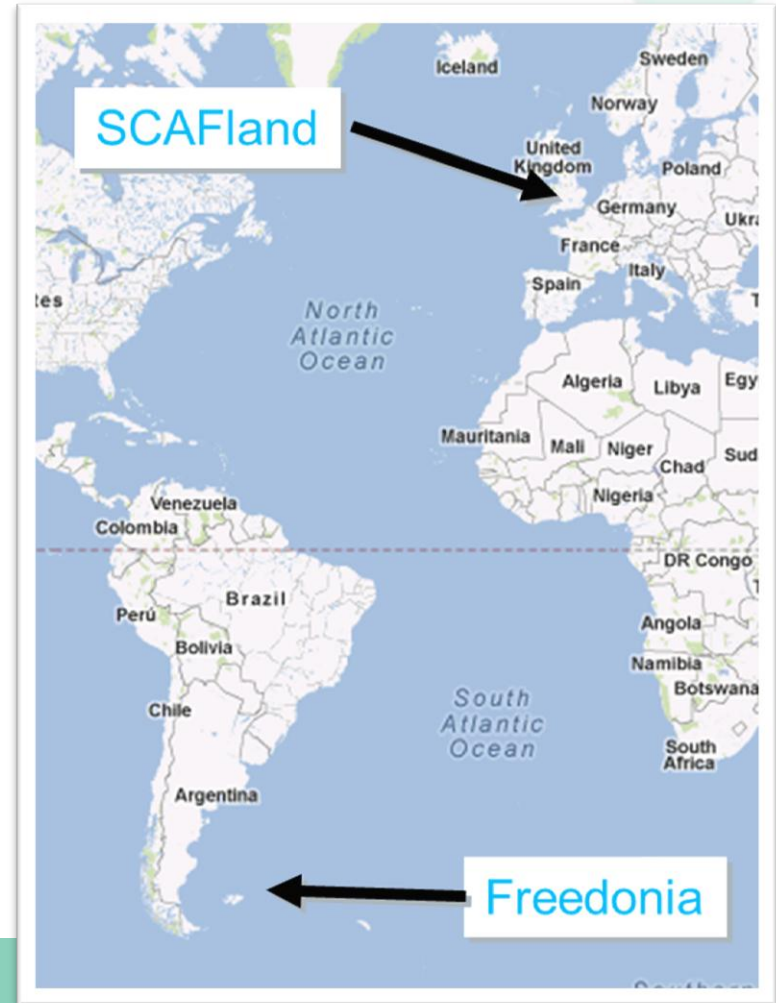 Iceland
Sweden
SCAFland
Norway
United
Kingdom
Poland
Germany
Ukra
France
Italy
Spain
tes
North
Atlantic
Ocean
Algeria
Libya
Egy
Mauritania
Mali
Niger
Chad
Sud
Nigeria
Venezuela
Colombia
DR Congo
Brazil
Perú
Angola
Bolivia
Namibia
Botswana
Chile
South
Atlantic
Ocean
South
Africa
Argentina
Freedonia